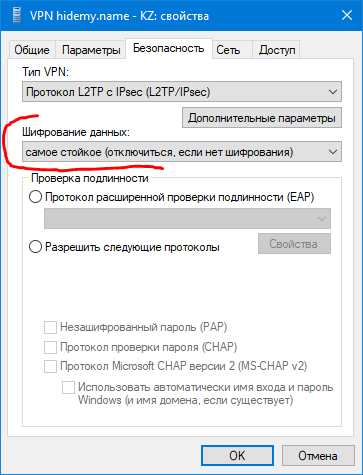 VPN hidemy.name - KZ: свойства
Общие Параметры Безопасность Сеть Доступ
Тип VPN:
Протокол L2TP с IPsec (L2TP/IPsec)
Дополнительные параметры
Шифрование данных:
самое стойкое (отключиться, если нет шифрования)
Проверка подлинности
Протокол расширенной проверки подлинности (EAP)
Свойства
Разрешить следующие протоколы
Незашифрованный пароль (PAP)
Протокол проверки пароля (CHAP)
Протокол Microsoft CHAP версии 2 (MS-CHAP v2)
Использовать автоматически имя входа и пароль
Windows (и имя домена, если существует)
OK Отмена